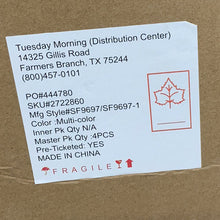 Tuesday Morning (Distribution Center)
14325 Gillis Road
Farmers Branch, TX 75244
(800)457-0101
PO#444780
SKU#2722860
Mfg Style#SF9697/SF9697-1
Color :Multi-color
Inner Pk Qty N/A
Master Pk Qty :4PCS
Pre-Ticketed: YES
MADE IN CHINA
FRAGILE